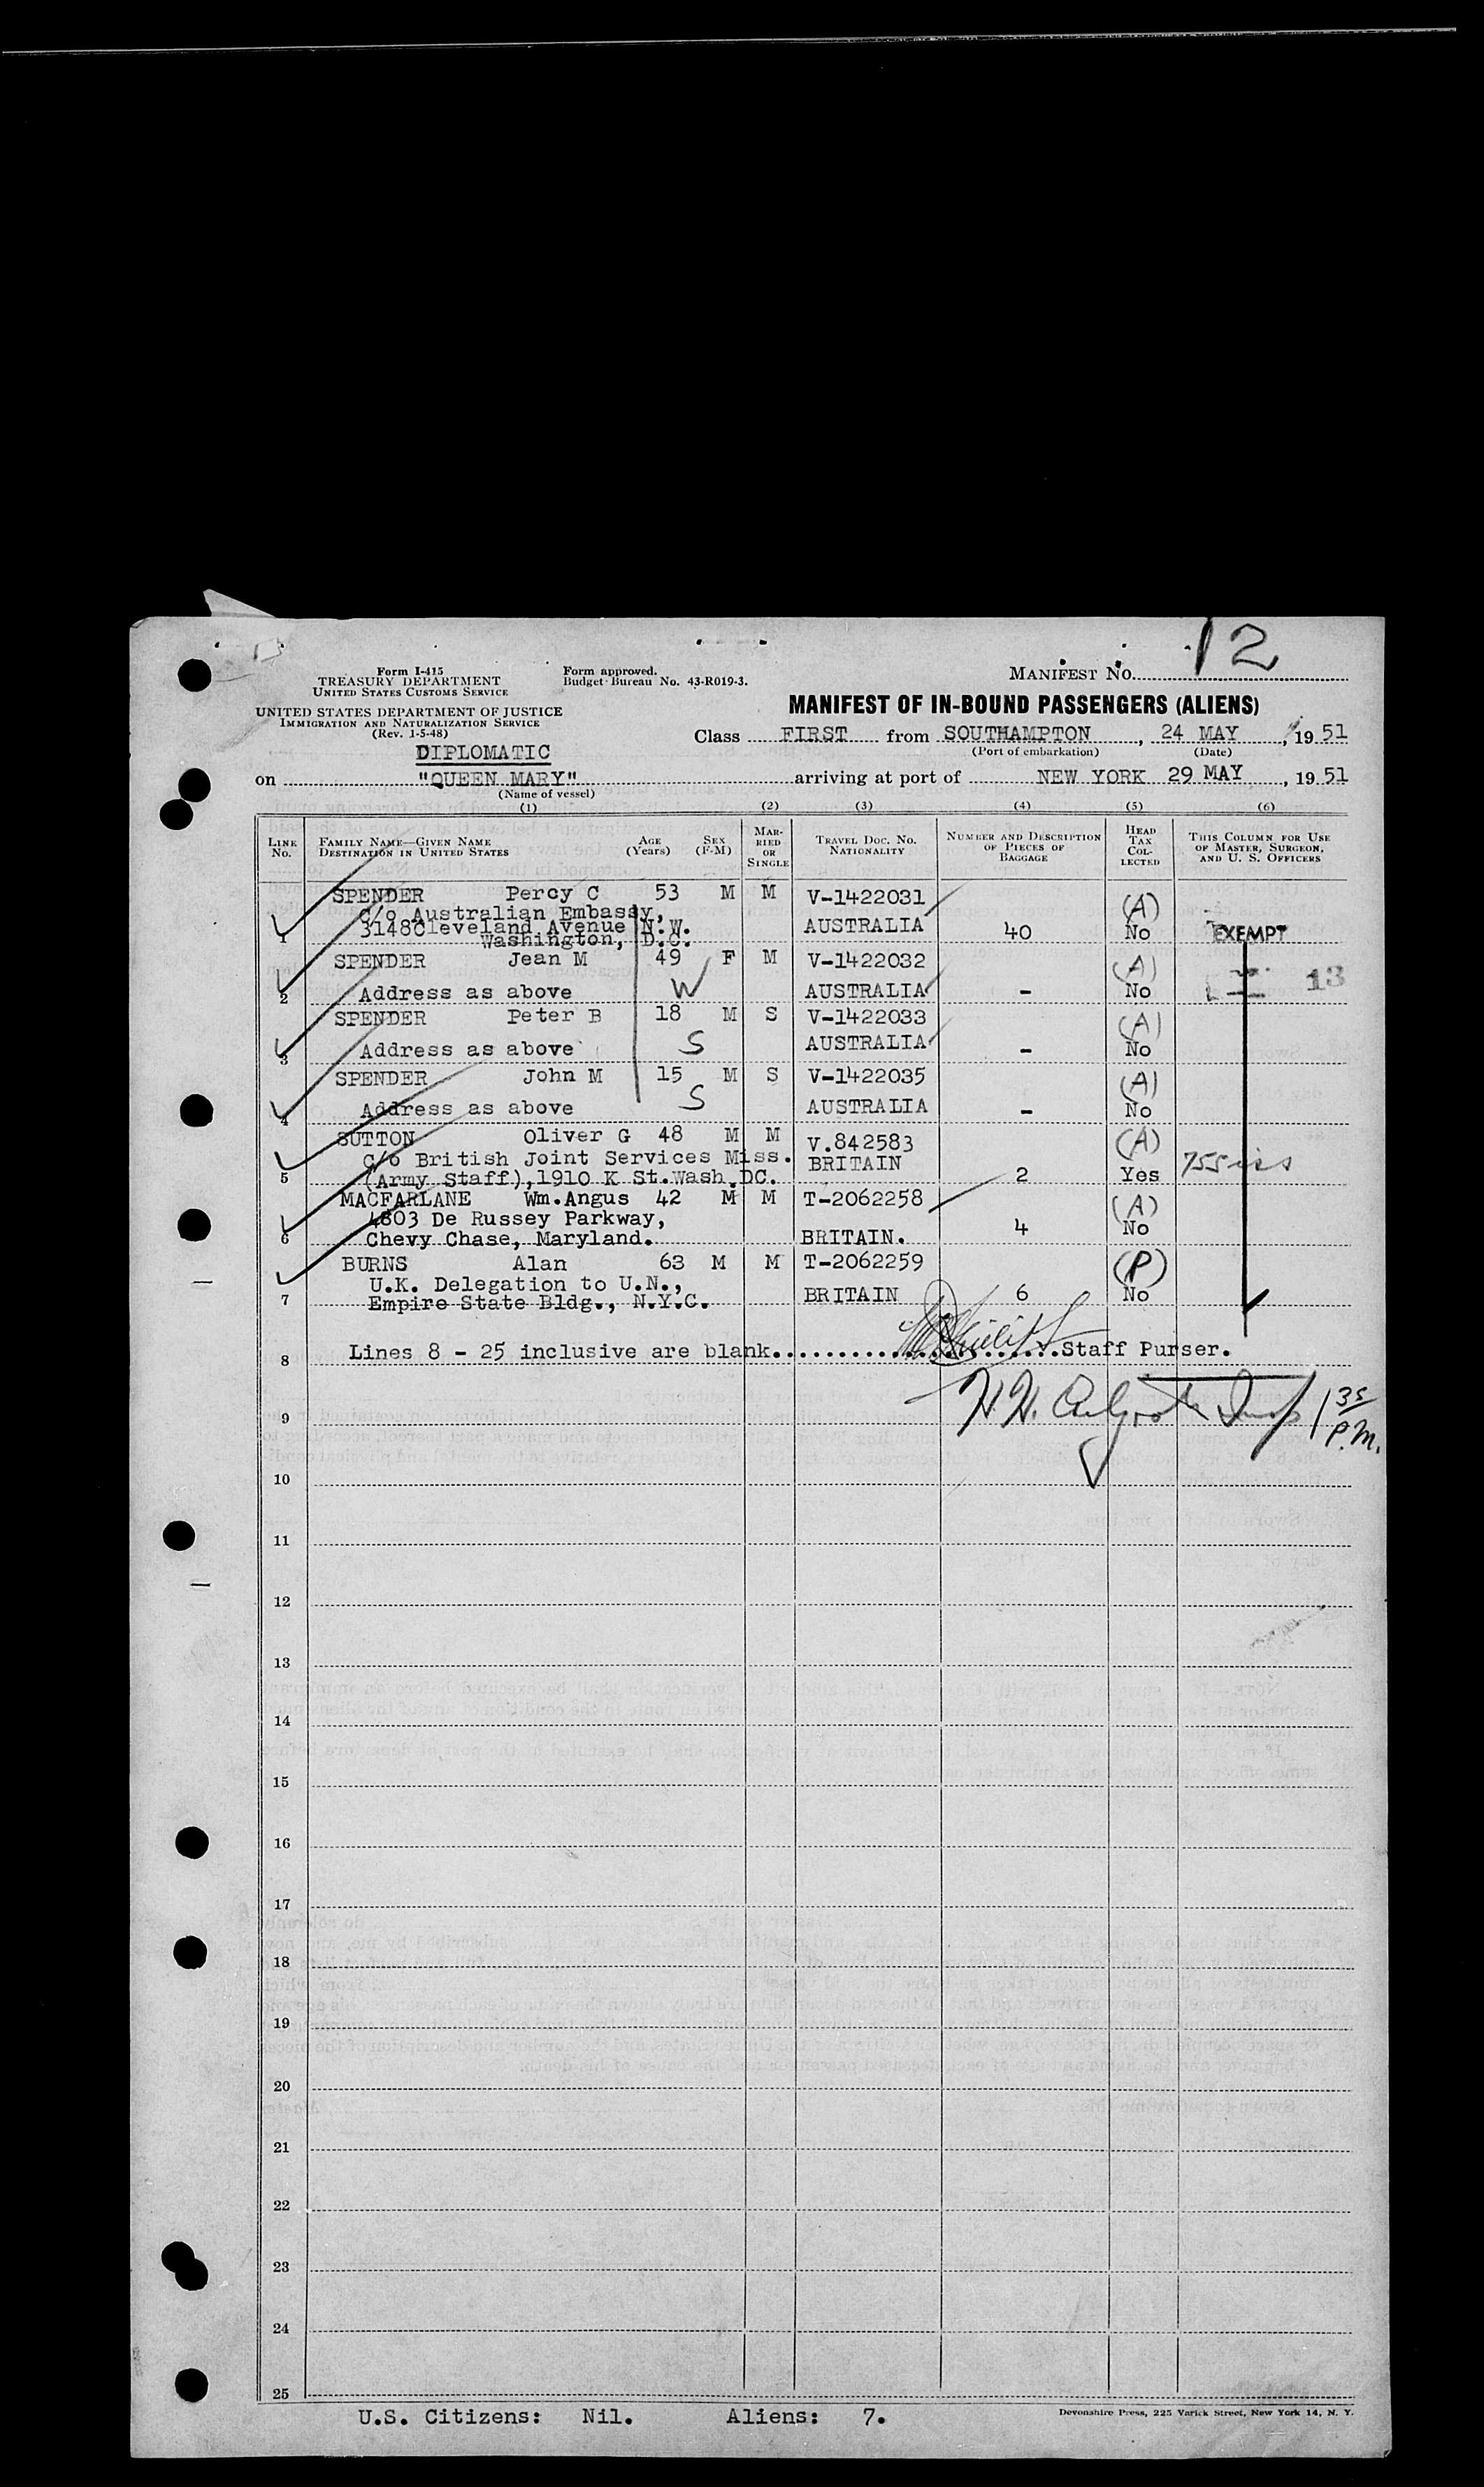 12
Form I-415
TREASURY DEPARTMENT
UNITED STATES CUSTOMS SERVICE
Form approved.
Budget Bureau No. 43-R019-3.
MANIFEST NO.
UNITED STATES DEPARTMENT OF JUSTICE
IMMIGRATION AND NATURALIZATION SERVICE
(Rev. 1-5-48)
MANIFEST OF IN-BOUND PASSENGERS (ALIENS)
DIPLOMATIC
Class FIRST from SOUTHAMPTON, 24 MAY, 1951
(Port of embarkation) (Date)
on "QUEEN MARY" arriving at port of NEW YORK 29 MAY, 1951
(Name of vessel)
(1) (2) (3) (4) (5) (6)
LINE NO. FAMILY NAME—GIVEN NAME DESTINATION IN UNITED STATES AGE (Years) SEX (F-M) MARRIED OR SINGLE TRAVEL DOC. NO. NATIONALITY NUMBER AND DESCRIPTION OF PIECES OF BAGGAGE HEAD TAX COLLECTED THIS COLUMN FOR USE OF MASTER, SURGEON, AND U. S. OFFICERS
SPENDER Percy C 53 M M V-1422031 (A)
c/o Australian Embassy,
1 3148Cleveland Avenue N.W. AUSTRALIA 40 No EXEMPT
Washington, D.C.
SPENDER Jean M 49 F M V-1422032 (A)
2 Address as above W AUSTRALIA - No 13
SPENDER Peter B 18 M S V-1422033 (A)
3 Address as above S AUSTRALIA - No
SPENDER John M 15 M S V-1422035 (A)
4 Address as above S AUSTRALIA - No
SUTTON Oliver G 48 M M V.842583 (A)
c/o British Joint Services Miss. BRITAIN
5 (Army Staff),1910 K St.Wash.DC. 2 Yes
MACFARLANE Wm.Angus 42 M M T-2062258 (A)
4803 De Russey Parkway, 4 No
6 Chevy Chase, Maryland. BRITAIN.
BURNS Alan 63 M M T-2062259 (P)
U.K. Delegation to U.N.,
7 Empire State Bldg., N.Y.C. BRITAIN 6 No
8 Lines 8 - 25 inclusive are blank........................Staff Purser.
9 1 35 P.M.
10
11
12
13
14
15
16
17
18
19
20
21
22
23
24
25
U.S. Citizens: Nil. Aliens: 7.
Devonshire Press, 225 Varick Street, New York 14, N. Y.